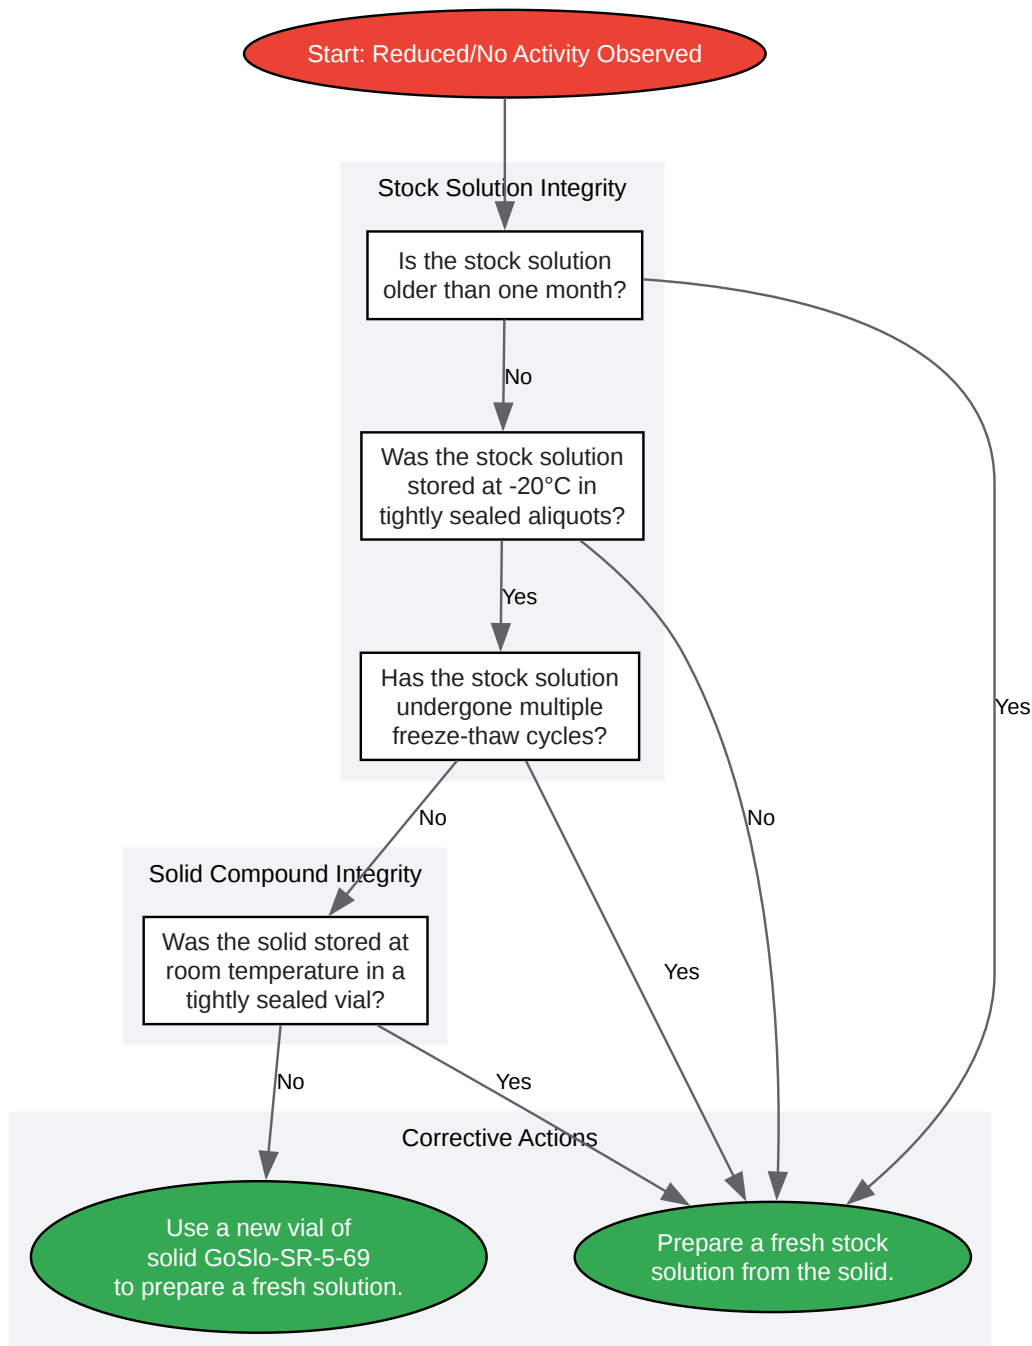 Start: Reduced/No Activity Observed
Stock Solution Integrity
Is the stock solution
older than one month?
No
Was the stock solution
stored at -20°C in
tightly sealed aliquots?
Yes
Has the stock solution
undergone multiple
freeze-thaw cycles?
Yes
No
No
Solid Compound Integrity
Was the solid stored at
room temperature in a
tightly sealed vial?
Yes
No
Yes
Corrective Actions
Use a new vial of
solid GoSlo-SR-5-69
to prepare a fresh solution.
Prepare a fresh stock
solution from the solid.